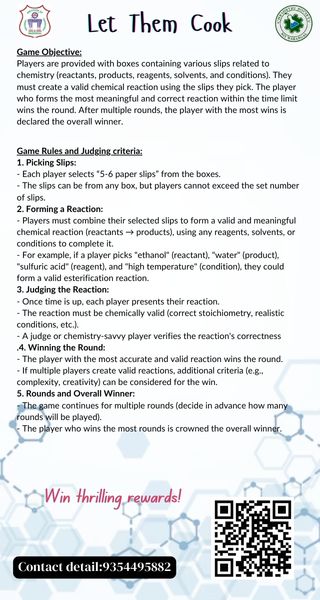 Let Them Cook
Game Objective:
Players are provided with boxes containing various slips related to
chemistry (reactants, products, reagents, solvents, and conditions). They
must create a valid chemical reaction using the slips they pick. The player
who forms the most meaningful and correct reaction within the time limit
wins the round. After multiple rounds, the player with the most wins is
declared the overall winner.
Game Rules and Judging criteria:
1. Picking Slips:
- Each player selects “5-6 paper slips” from the boxes.
- The slips can be from any box, but players cannot exceed the set number
of slips.
2. Forming a Reaction:
- Players must combine their selected slips to form a valid and meaningful
chemical reaction (reactants → products), using any reagents, solvents, or
conditions to complete it.
- For example, if a player picks "ethanol" (reactant), "water" (product),
"sulfuric acid" (reagent), and "high temperature" (condition), they could
form a valid esterification reaction.
3. Judging the Reaction:
- Once time is up, each player presents their reaction.
- The reaction must be chemically valid (correct stoichiometry, realistic
conditions, etc.).
- A judge or chemistry-savvy player verifies the reaction's correctness
.4. Winning the Round:
- The player with the most accurate and valid reaction wins the round.
- If multiple players create valid reactions, additional criteria (e.g.,
complexity, creativity) can be considered for the win.
5. Rounds and Overall Winner:
- The game continues for multiple rounds (decide in advance how many
rounds will be played).
- The player who wins the most rounds is crowned the overall winner.
Win thrilling rewards!
Contact detail:9354495882